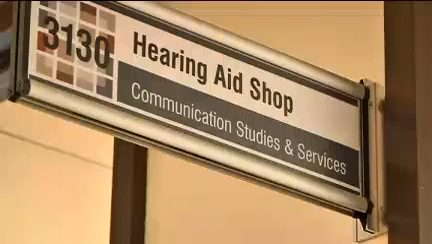 3130
Hearing Aid Shop
Communication Studies & Services